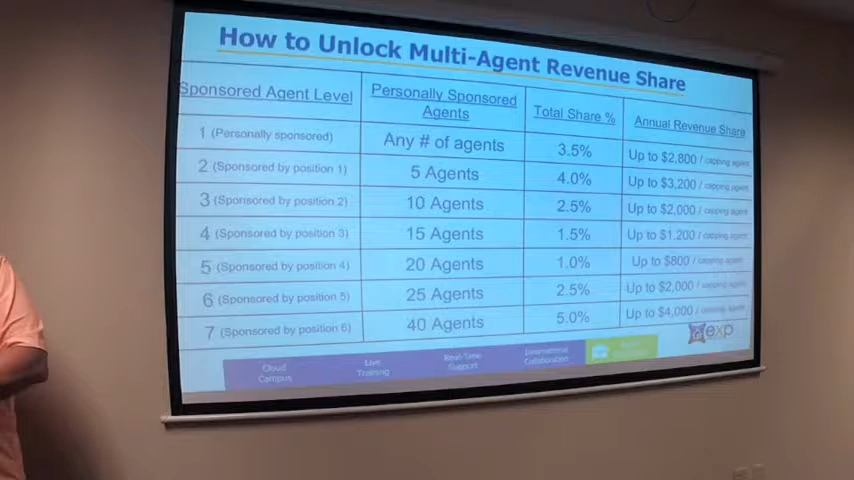 How to Unlock Multi-Agent Revenue Share
Sponsored Agent Level | Personally Sponsored Agents | Total Share % | Annual Revenue Share
1 (Personally sponsored) | Any # of agents | 3.5% | Up to $2,800 / capping agent
2 (Sponsored by position 1) | 5 Agents | 4.0% | Up to $3,200 / capping agent
3 (Sponsored by position 2) | 10 Agents | 2.5% | Up to $2,000 / capping agent
4 (Sponsored by position 3) | 15 Agents | 1.5% | Up to $1,200 / capping agent
5 (Sponsored by position 4) | 20 Agents | 1.0% | Up to $800 / capping agent
6 (Sponsored by position 5) | 25 Agents | 2.5% | Up to $2,000 / capping agent
7 (Sponsored by position 6) | 40 Agents | 5.0% | Up to $4,000 / capping agent
exp
Cloud Campus
Live Training
Real-Time Support
International Collaboration